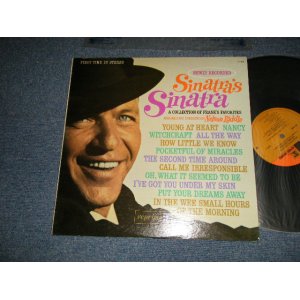 FIRST TIME IN STEREO
NEWLY RECORDED
Sinatra's
Sinatra
A COLLECTION OF FRANK'S FAVORITES
Nelson Riddle
YOUNG AT HEART NANCY
WITCHCRAFT ALL THE WAY
HOW LITTLE WE KNOW
POCKETFUL OF MIRACLES
THE SECOND TIME AROUND
CALL ME IRRESPONSIBLE
OH, WHAT IT SEEMED TO BE
I'VE GOT YOU UNDER MY SKIN
PUT YOUR DREAMS AWAY
IN THE WEE SMALL HOURS
OF THE MORNING